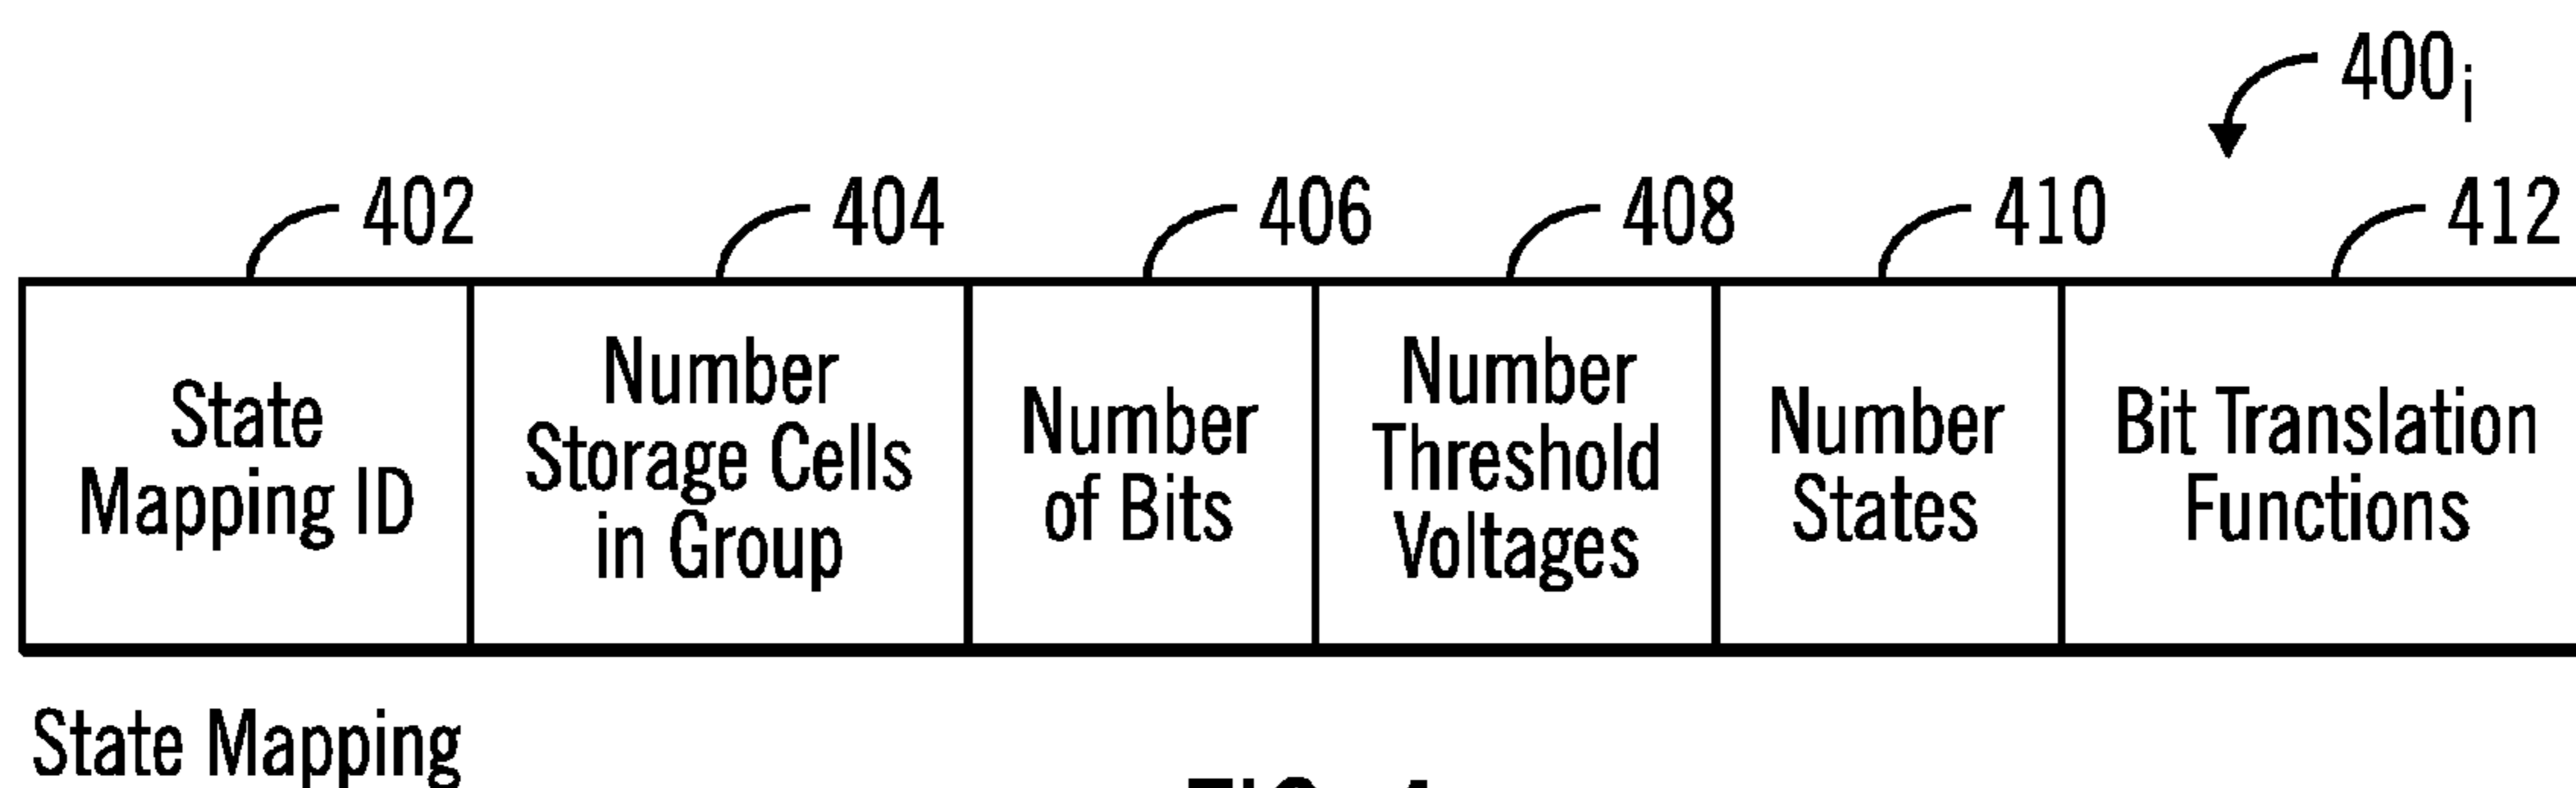 400i
402 404 406 408 410 412
State
Mapping ID
Number
Storage Cells
in Group
Number
of Bits
Number
Threshold
Voltages
Number
States
Bit Translation
Functions
State Mapping